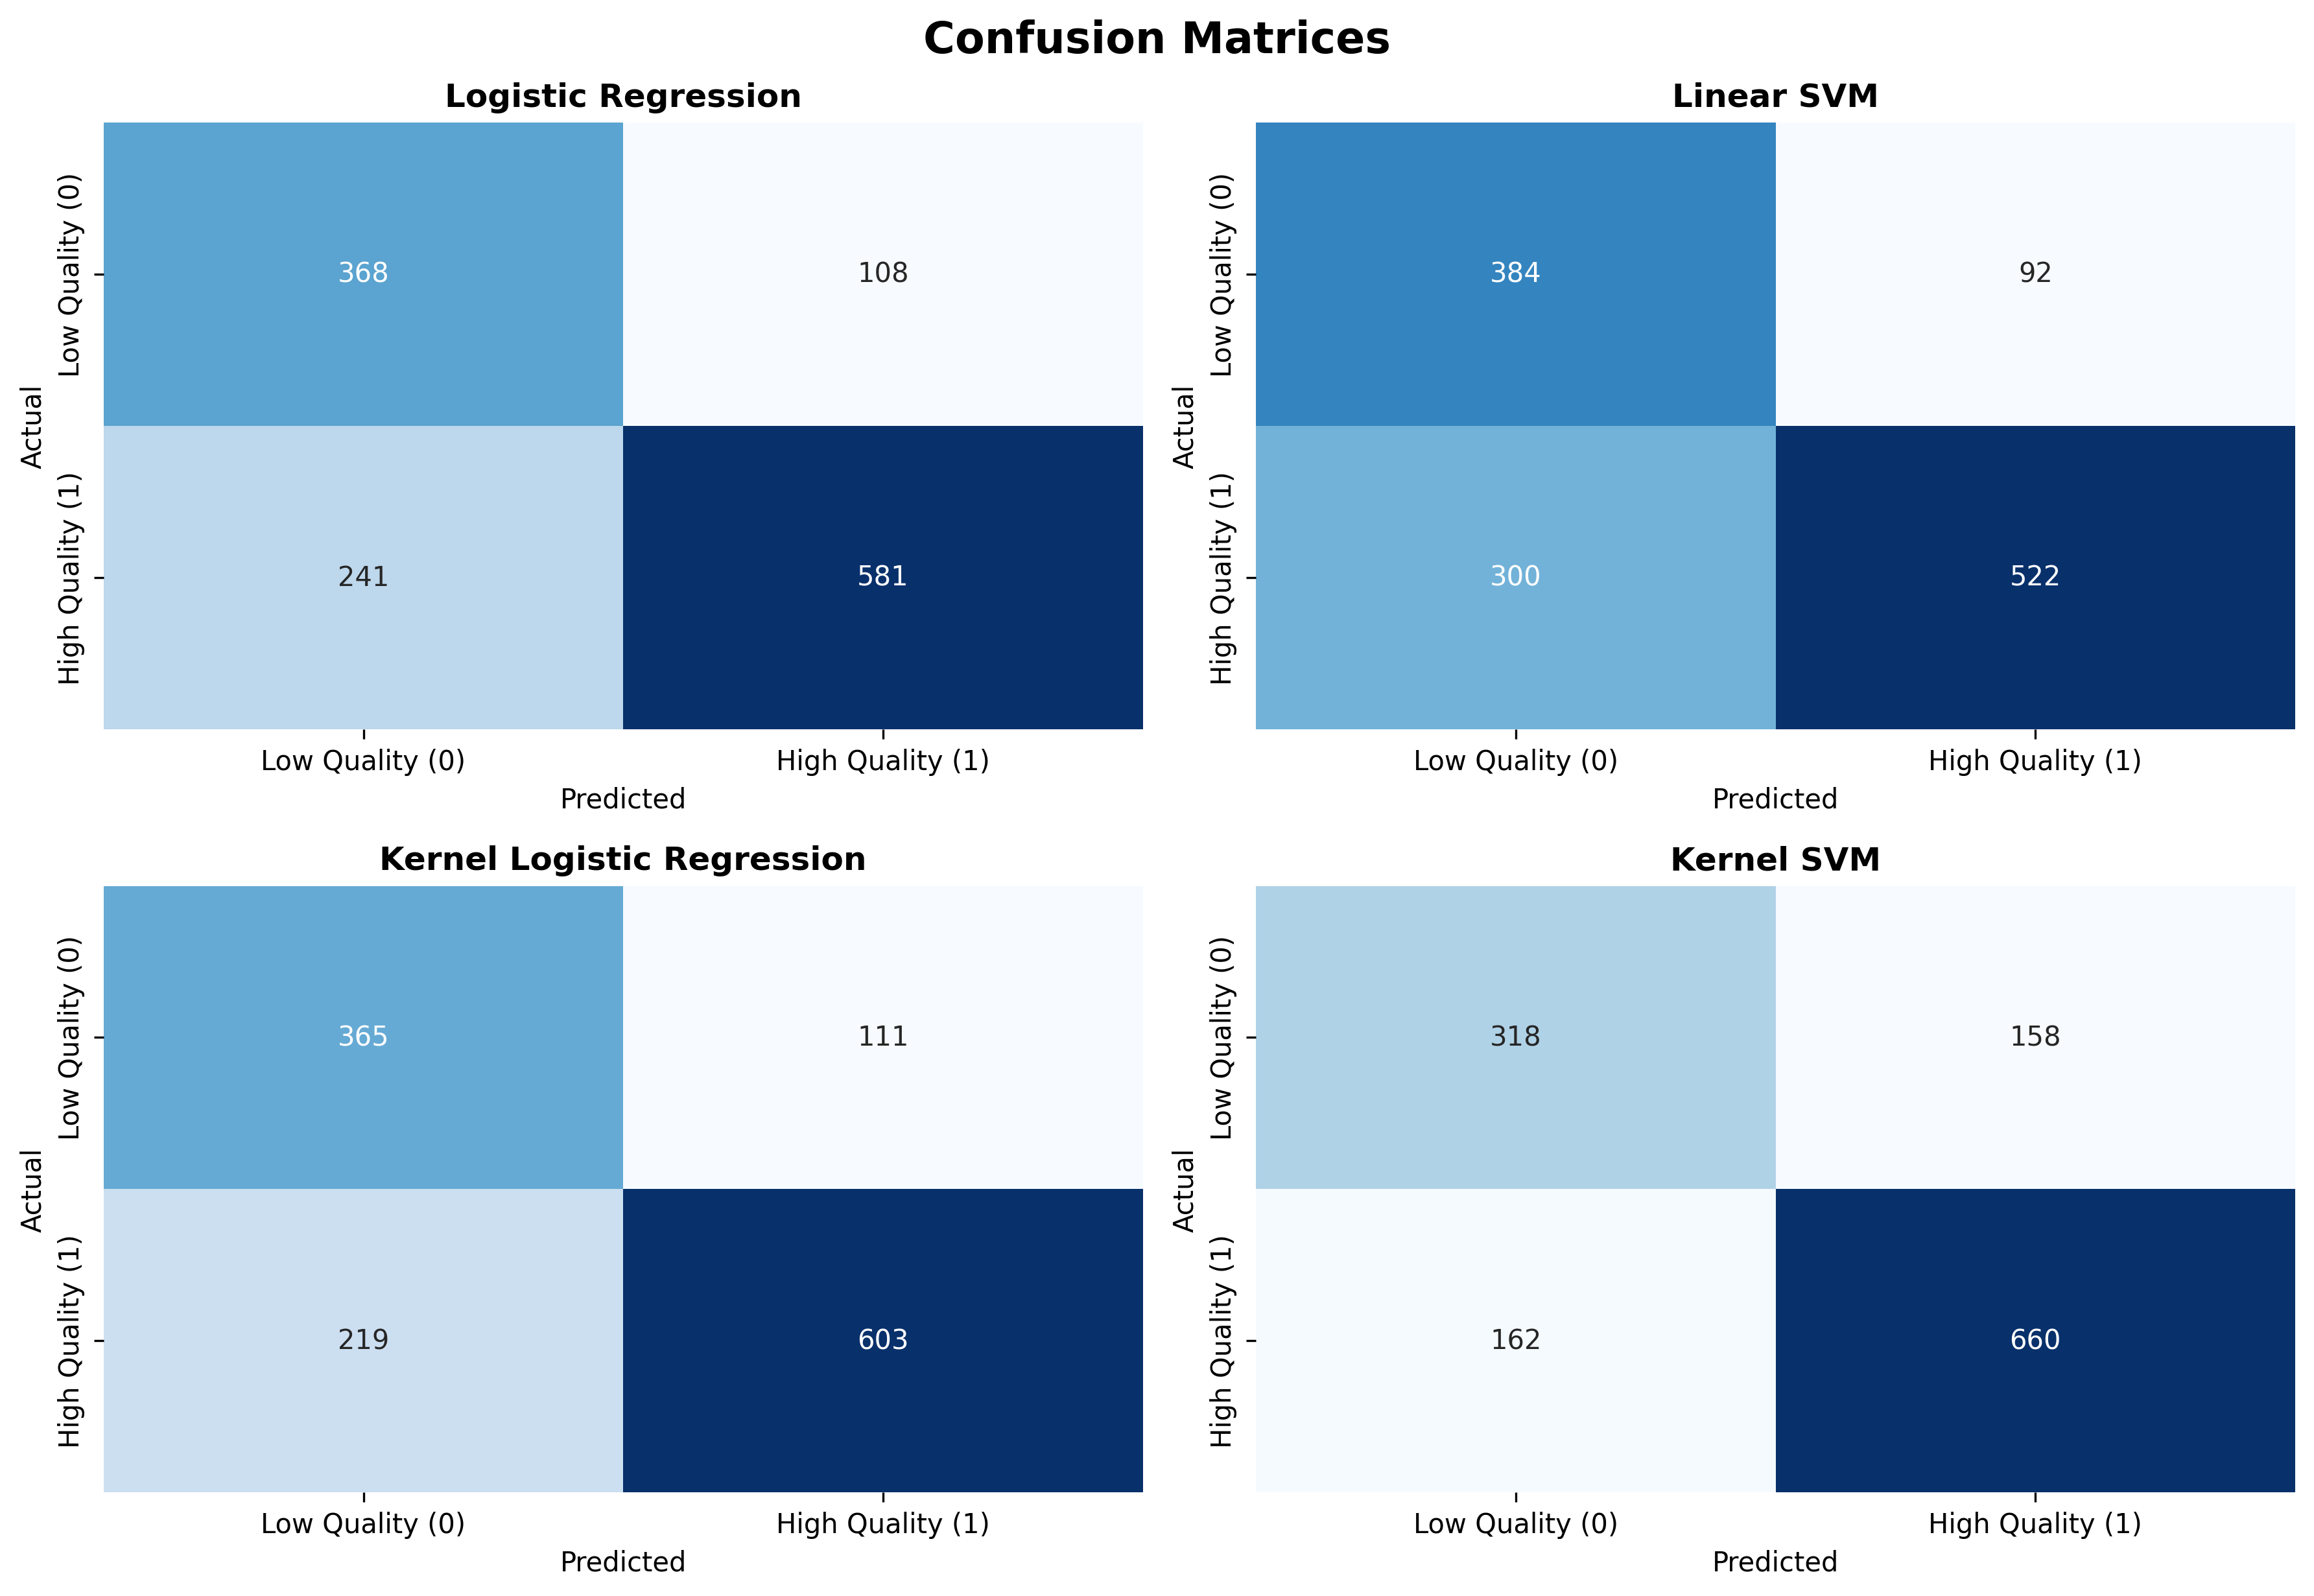 Confusion Matrices
Logistic Regression
Actual
Low Quality (0)
High Quality (1)
368
108
241
581
Low Quality (0)
High Quality (1)
Predicted
Linear SVM
Actual
Low Quality (0)
High Quality (1)
384
92
300
522
Low Quality (0)
High Quality (1)
Predicted
Kernel Logistic Regression
Actual
Low Quality (0)
High Quality (1)
365
111
219
603
Low Quality (0)
High Quality (1)
Predicted
Kernel SVM
Actual
Low Quality (0)
High Quality (1)
318
158
162
660
Low Quality (0)
High Quality (1)
Predicted